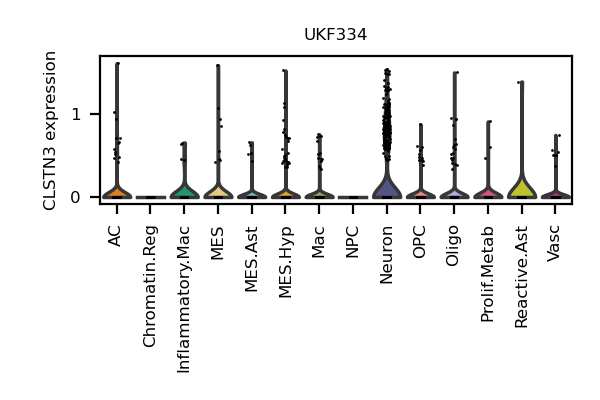 UKF334
CLSTN3 expression
1
0
AC
Chromatin.Reg
Inflammatory.Mac
MES
MES.Ast
MES.Hyp
Mac
NPC
Neuron
OPC
Oligo
Prolif.Metab
Reactive.Ast
Vasc